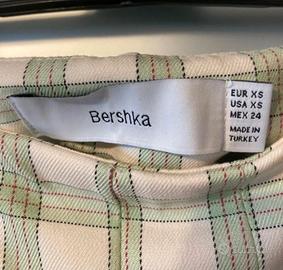 Bershka
EUR XS
USA XS
MEX 24
MADE IN
TURKEY